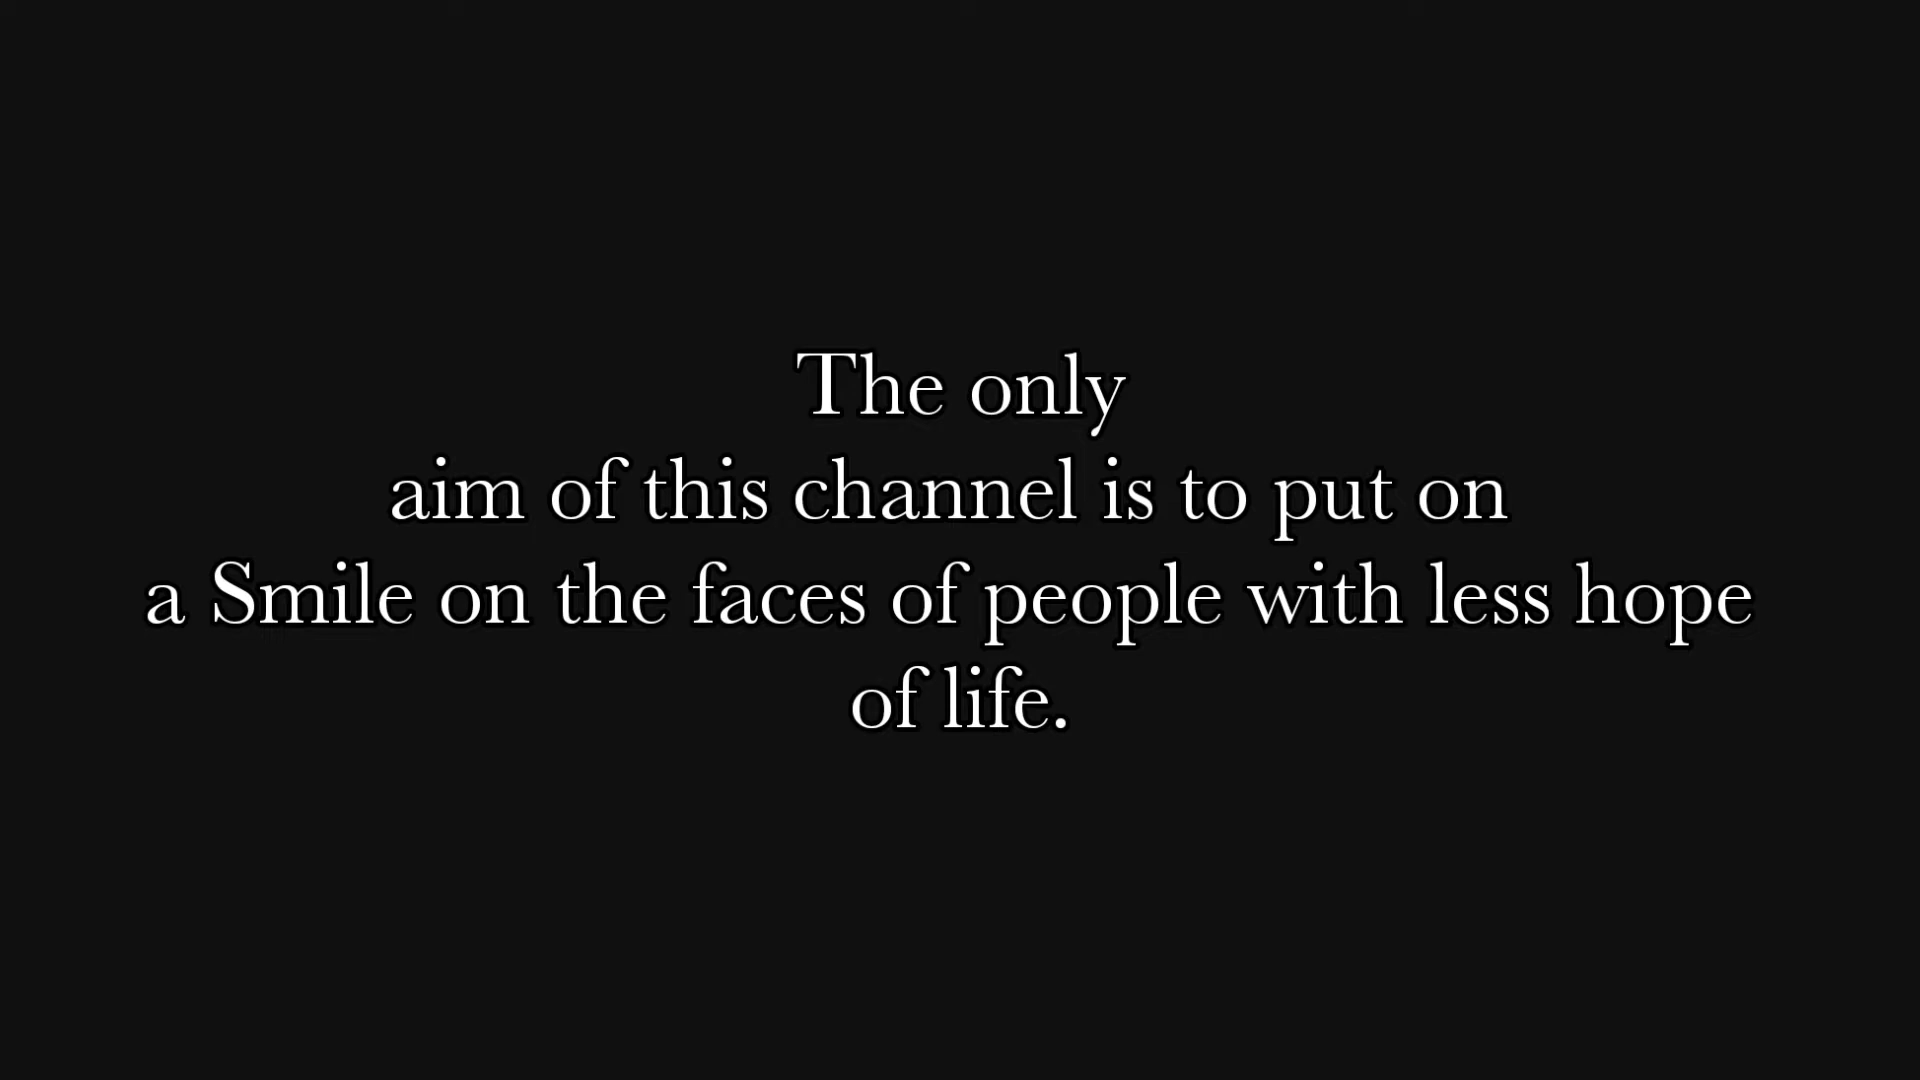 The only
aim of this channel is to put on
a Smile on the faces of people with less hope
of life.